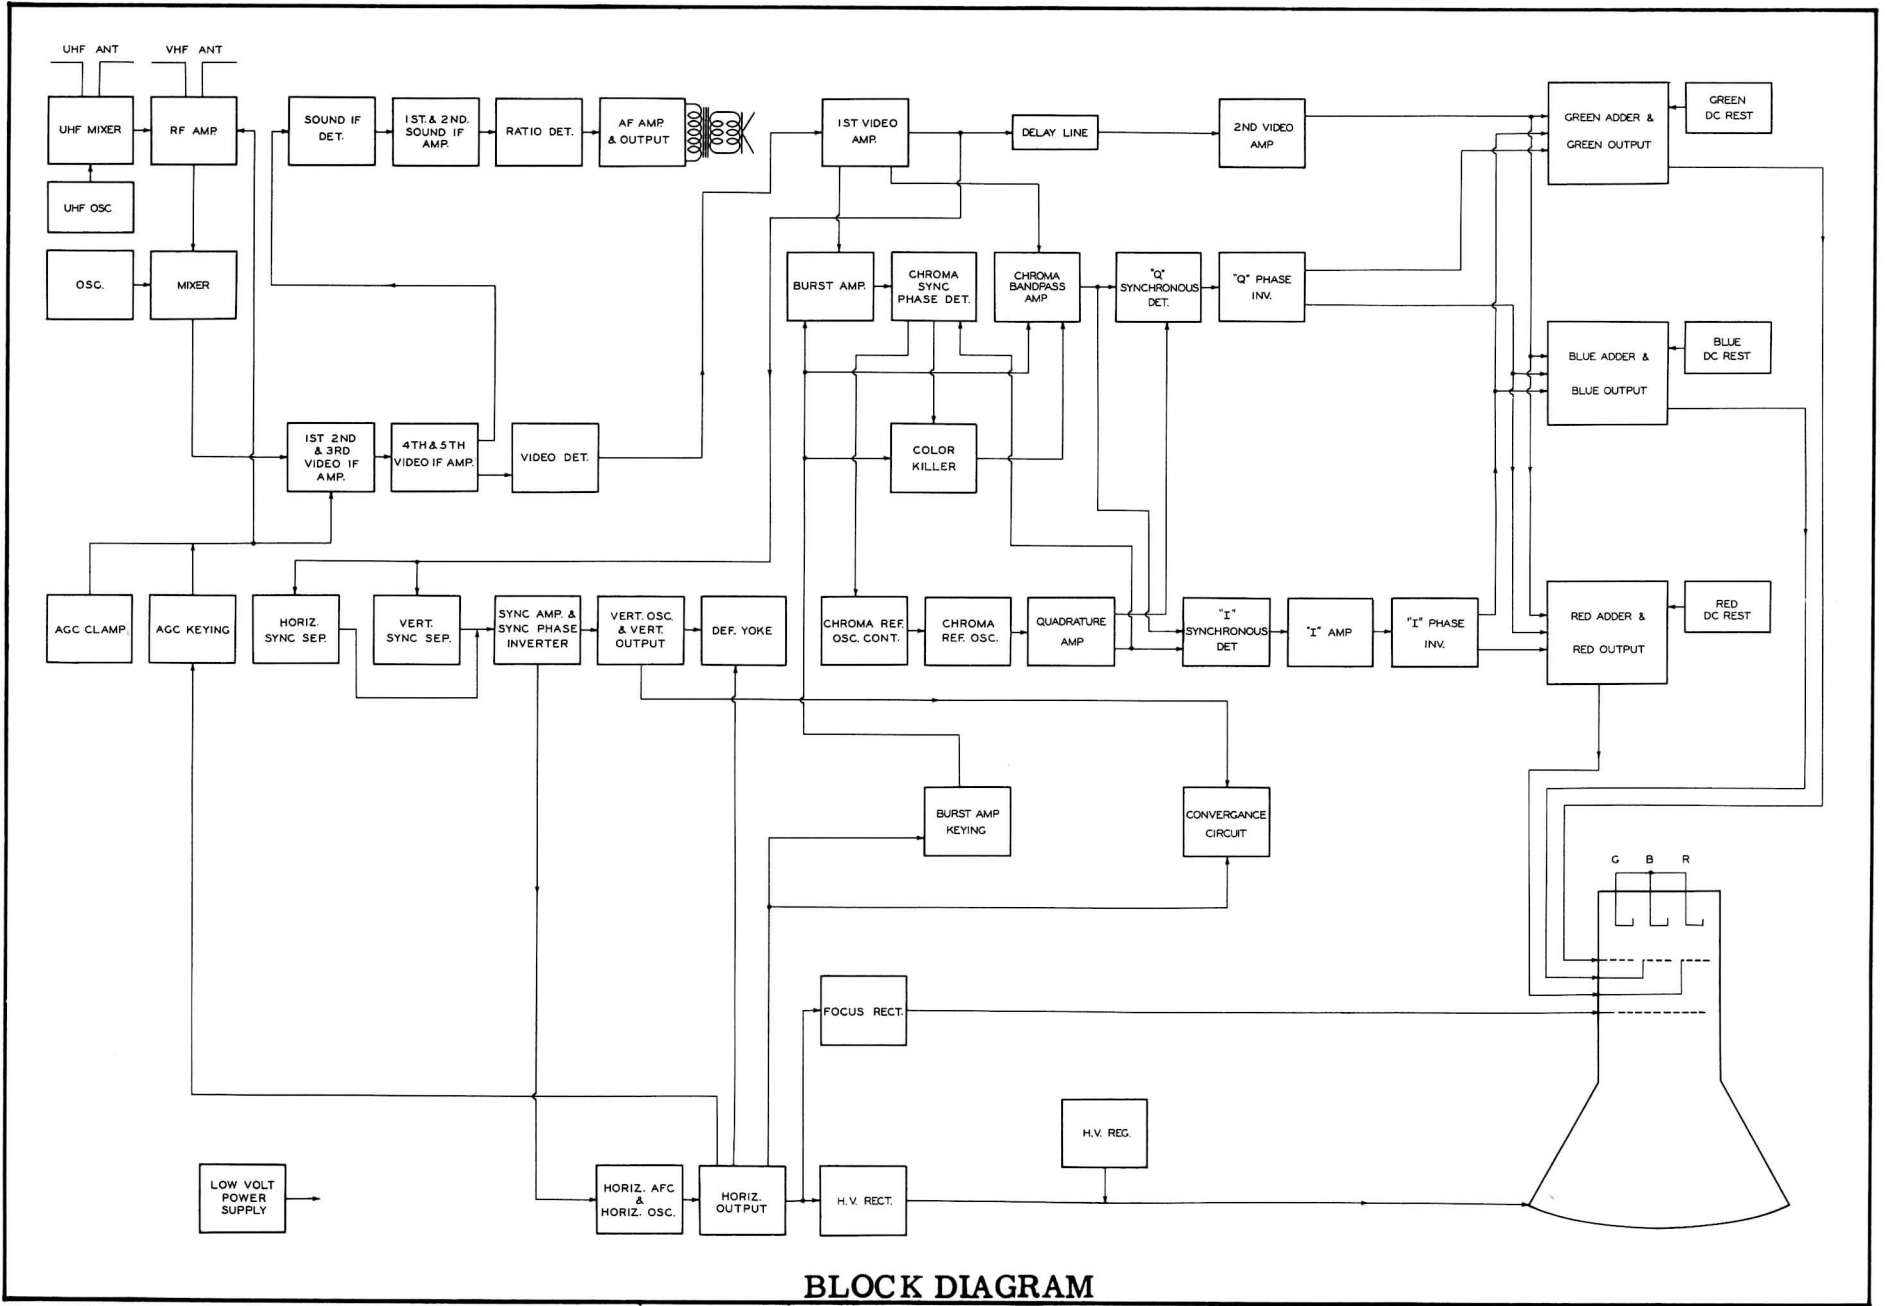 UHF ANT
VHF ANT
UHF MIXER
RF AMP.
SOUND IF
DET.
1ST. & 2ND.
SOUND IF
AMP.
RATIO DET.
AF AMP.
& OUTPUT
1ST VIDEO
AMP.
DELAY LINE
2ND VIDEO
AMP
GREEN ADDER &
GREEN OUTPUT
GREEN
DC REST
UHF OSC
OSC.
MIXER
BURST AMP.
CHROMA
SYNC
PHASE DET.
CHROMA
BANDPASS
AMP
"Q"
SYNCHRONOUS
DET.
"Q" PHASE
INV.
BLUE ADDER &
BLUE OUTPUT
BLUE
DC REST
1ST 2ND
& 3RD
VIDEO IF
AMP.
4TH & 5TH
VIDEO IF AMP.
VIDEO DET.
COLOR
KILLER
AGC CLAMP
AGC KEYING
HORIZ.
SYNC SEP.
VERT.
SYNC SEP.
SYNC AMP. &
SYNC PHASE
INVERTER
VERT. OSC.
& VERT.
OUTPUT
DEF. YOKE
CHROMA REF.
OSC. CONT.
CHROMA
REF. OSC.
QUADRATURE
AMP
"I"
SYNCHRONOUS
DET
"I" AMP
"I" PHASE
INV.
RED ADDER &
RED OUTPUT
RED
DC REST
BURST AMP
KEYING
CONVERGANCE
CIRCUIT
G B R
FOCUS RECT.
H.V. REG.
LOW VOLT
POWER
SUPPLY
HORIZ. AFC
&
HORIZ. OSC.
HORIZ.
OUTPUT
H.V. RECT.
BLOCK DIAGRAM